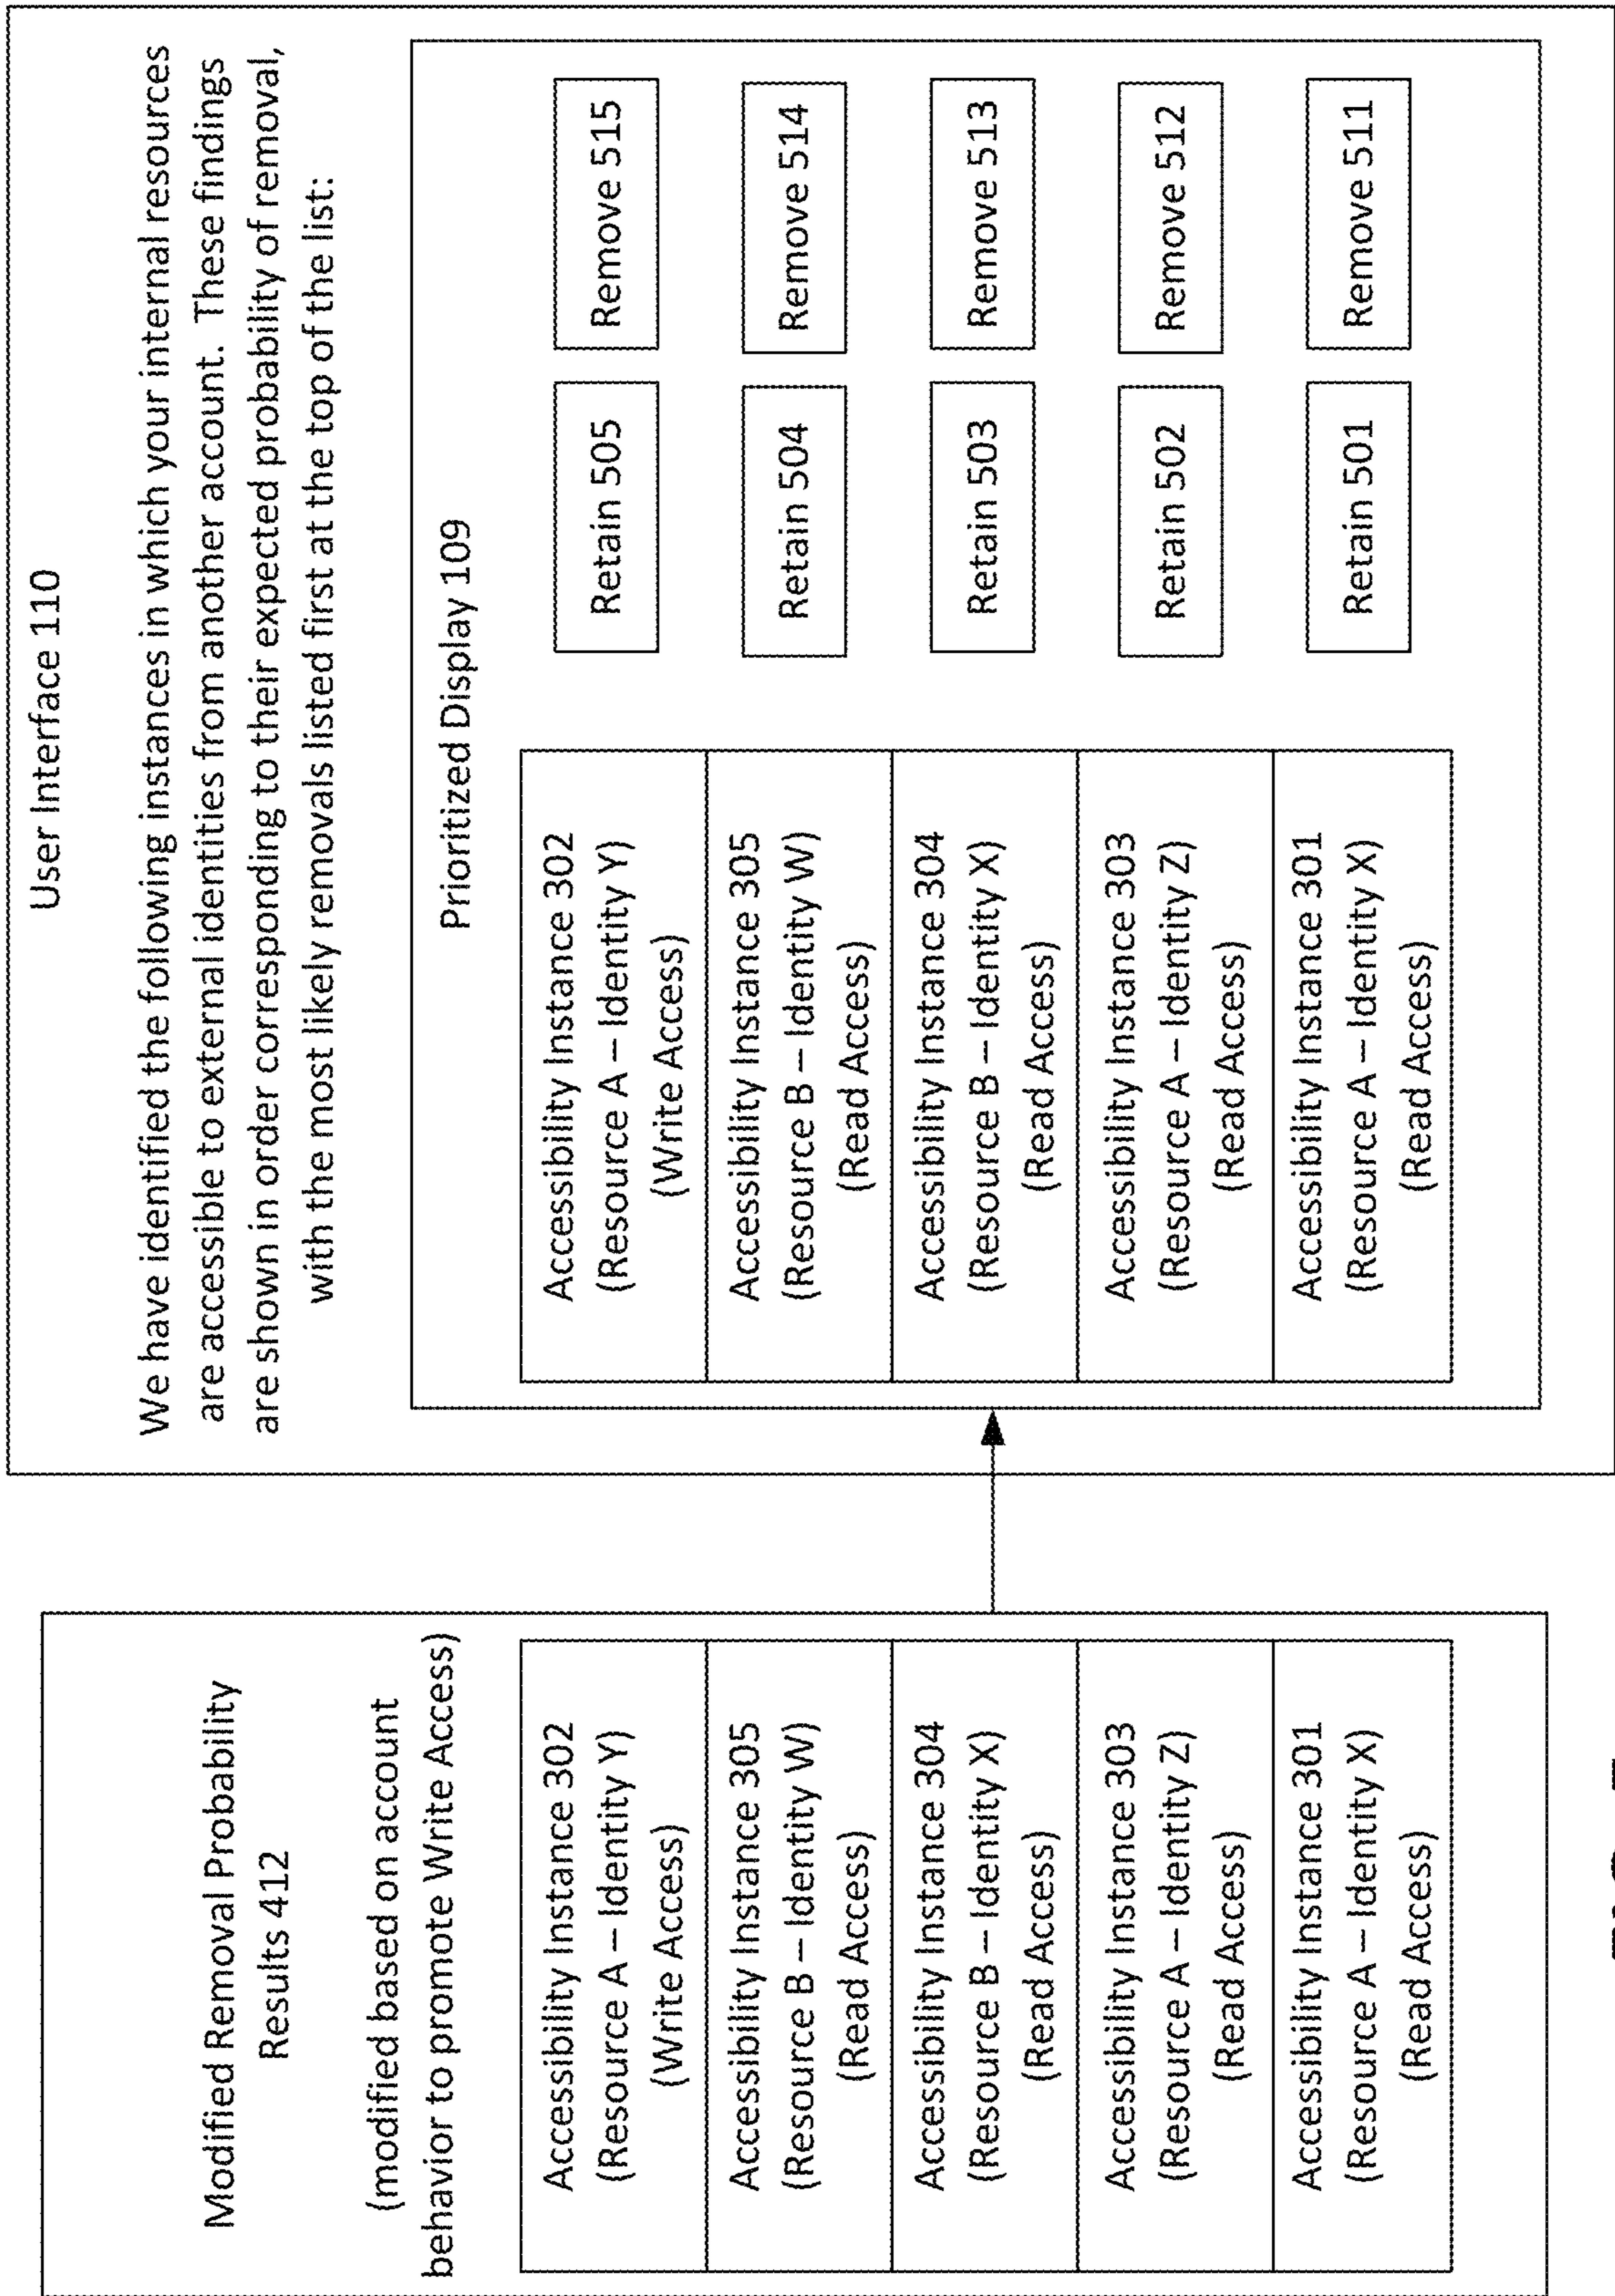 Modified Removal Probability
Results 412
(modified based on account
behavior to promote Write Access)
Accessibility Instance 302
(Resource A – Identity Y)
(Write Access)
Accessibility Instance 305
(Resource B – Identity W)
(Read Access)
Accessibility Instance 304
(Resource B – Identity X)
(Read Access)
Accessibility Instance 303
(Resource A – Identity Z)
(Read Access)
Accessibility Instance 301
(Resource A – Identity X)
(Read Access)
User Interface 110
We have identified the following instances in which your internal resources
are accessible to external identities from another account.  These findings
are shown in order corresponding to their expected probability of removal,
with the most likely removals listed first at the top of the list:
Prioritized Display 109
Accessibility Instance 302
(Resource A – Identity Y)
(Write Access)
Retain 505
Remove 515
Accessibility Instance 305
(Resource B – Identity W)
(Read Access)
Retain 504
Remove 514
Accessibility Instance 304
(Resource B – Identity X)
(Read Access)
Retain 503
Remove 513
Accessibility Instance 303
(Resource A – Identity Z)
(Read Access)
Retain 502
Remove 512
Accessibility Instance 301
(Resource A – Identity X)
(Read Access)
Retain 501
Remove 511